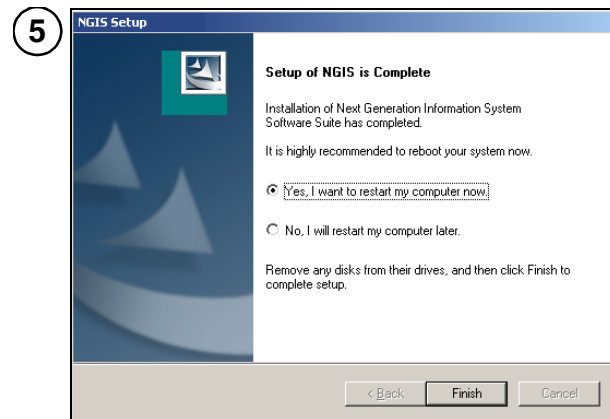 5
NGIS Setup
Setup of NGIS is Complete
Installation of Next Generation Information System
Software Suite has completed.
It is highly recommended to reboot your system now.
Yes, I want to restart my computer now.
No, I will restart my computer later.
Remove any disks from their drives, and then click Finish to
complete setup.
< Back Finish Cancel